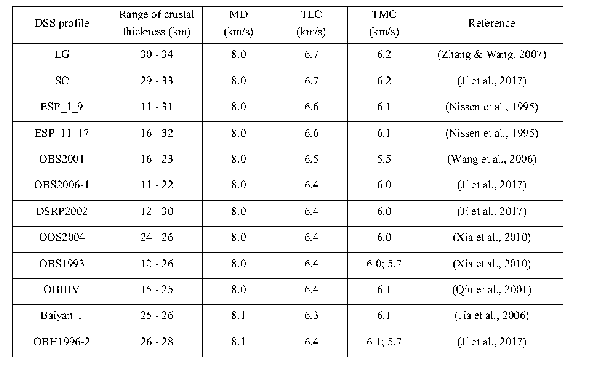 DSS profile Range of crustal thickness (km) MD (km/s) TLC (km/s) TMC (km/s) Reference
LG 30 - 34 8.0 6.7 6.2 (Zhang & Wang, 2007)
SC 29 - 33 8.0 6.7 6.2 (Ji et al., 2017)
ESP_1_9 11 - 31 8.0 6.6 6.1 (Nissen et al., 1995)
ESP_11_17 16 - 32 8.0 6.6 6.1 (Nissen et al., 1995)
OBS2001 16 - 23 8.0 6.5 5.5 (Wang et al., 2006)
OBS2006-1 11 - 22 8.0 6.4 6.0 (Ji et al., 2017)
DSRP2002 12 - 30 8.0 6.4 6.0 (Ji et al., 2017)
OBS2004 24 - 26 8.0 6.4 6.0 (Xia et al., 2010)
OBS1993 12 - 26 8.0 6.4 6.0; 5.7 (Xia et al., 2010)
15 - 25 8.0 6.4 6.1 (Qiu et al., 2001)
Baiyun_ 25 - 26 8.1 6.3 6.1 (Jia et al., 2006)
OBH1996-2 26 - 28 8.1 6.4 6.1; 5.7 (Ji et al., 2017)